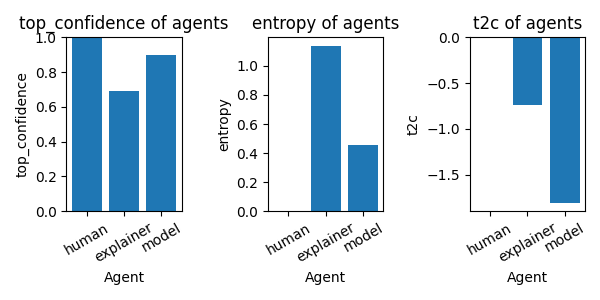 top_confidence of agents
top_confidence
1.0
0.8
0.6
0.4
0.2
0.0
human
explainer
model
Agent
entropy of agents
entropy
1.0
0.8
0.6
0.4
0.2
0.0
human
explainer
model
Agent
t2c of agents
t2c
0.0
−0.5
−1.0
−1.5
human
explainer
model
Agent